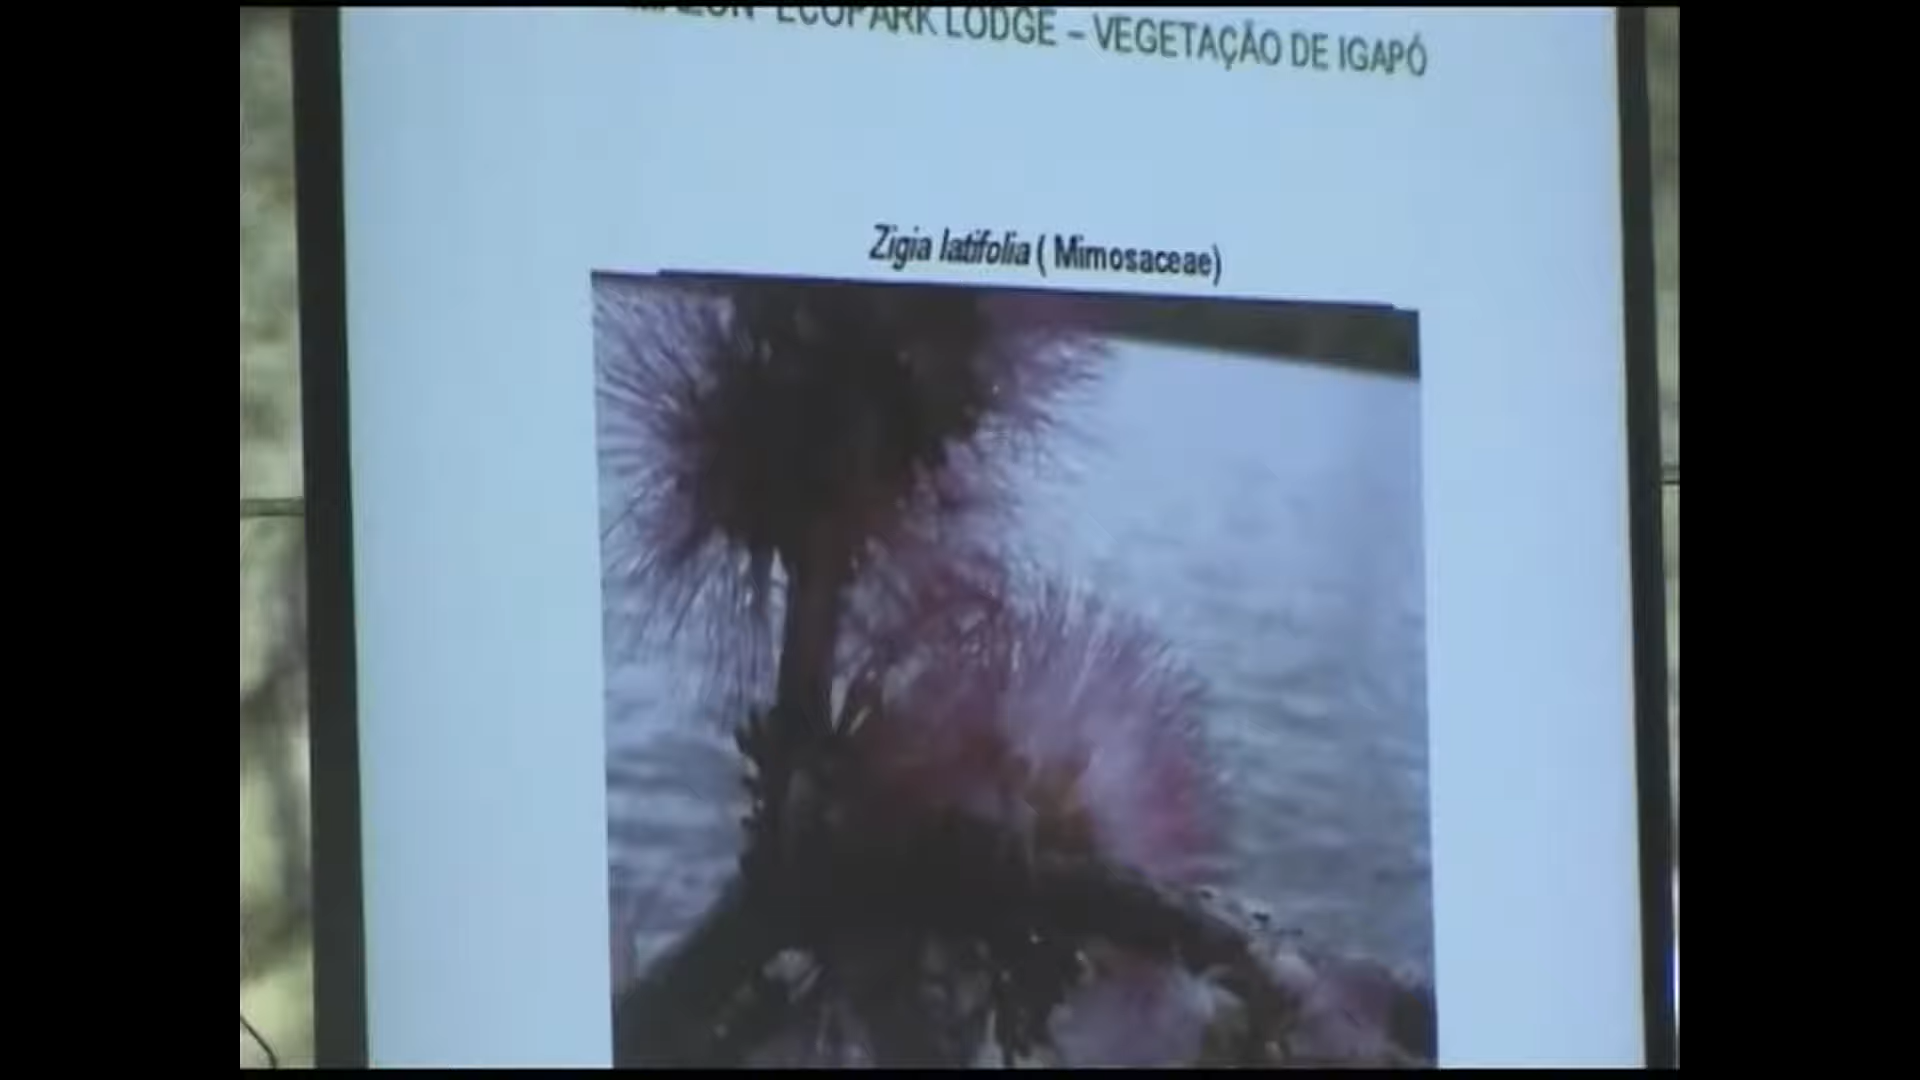 ECOPARK LODGE – VEGETAÇÃO DE IGAPÓ
Zigia latifolia ( Mimosaceae)